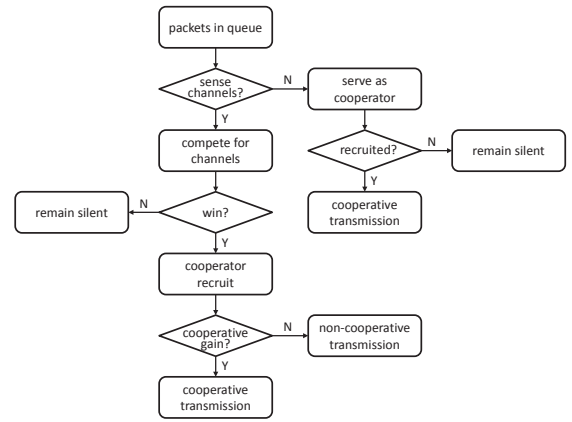 packets in queue
sense
channels?
N
serve as
cooperator
Y
compete for
channels
recruited?
N
remain silent
Y
cooperative
transmission
remain silent
N
win?
Y
cooperator
recruit
cooperative
gain?
N
non-cooperative
transmission
Y
cooperative
transmission